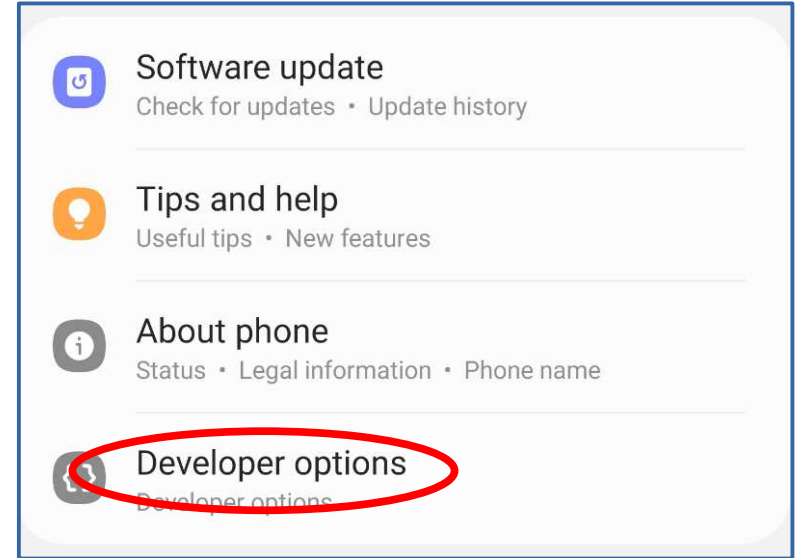 Software update
Check for updates • Update history
Tips and help
Useful tips • New features
About phone
Status • Legal information • Phone name
Developer options
Developer options